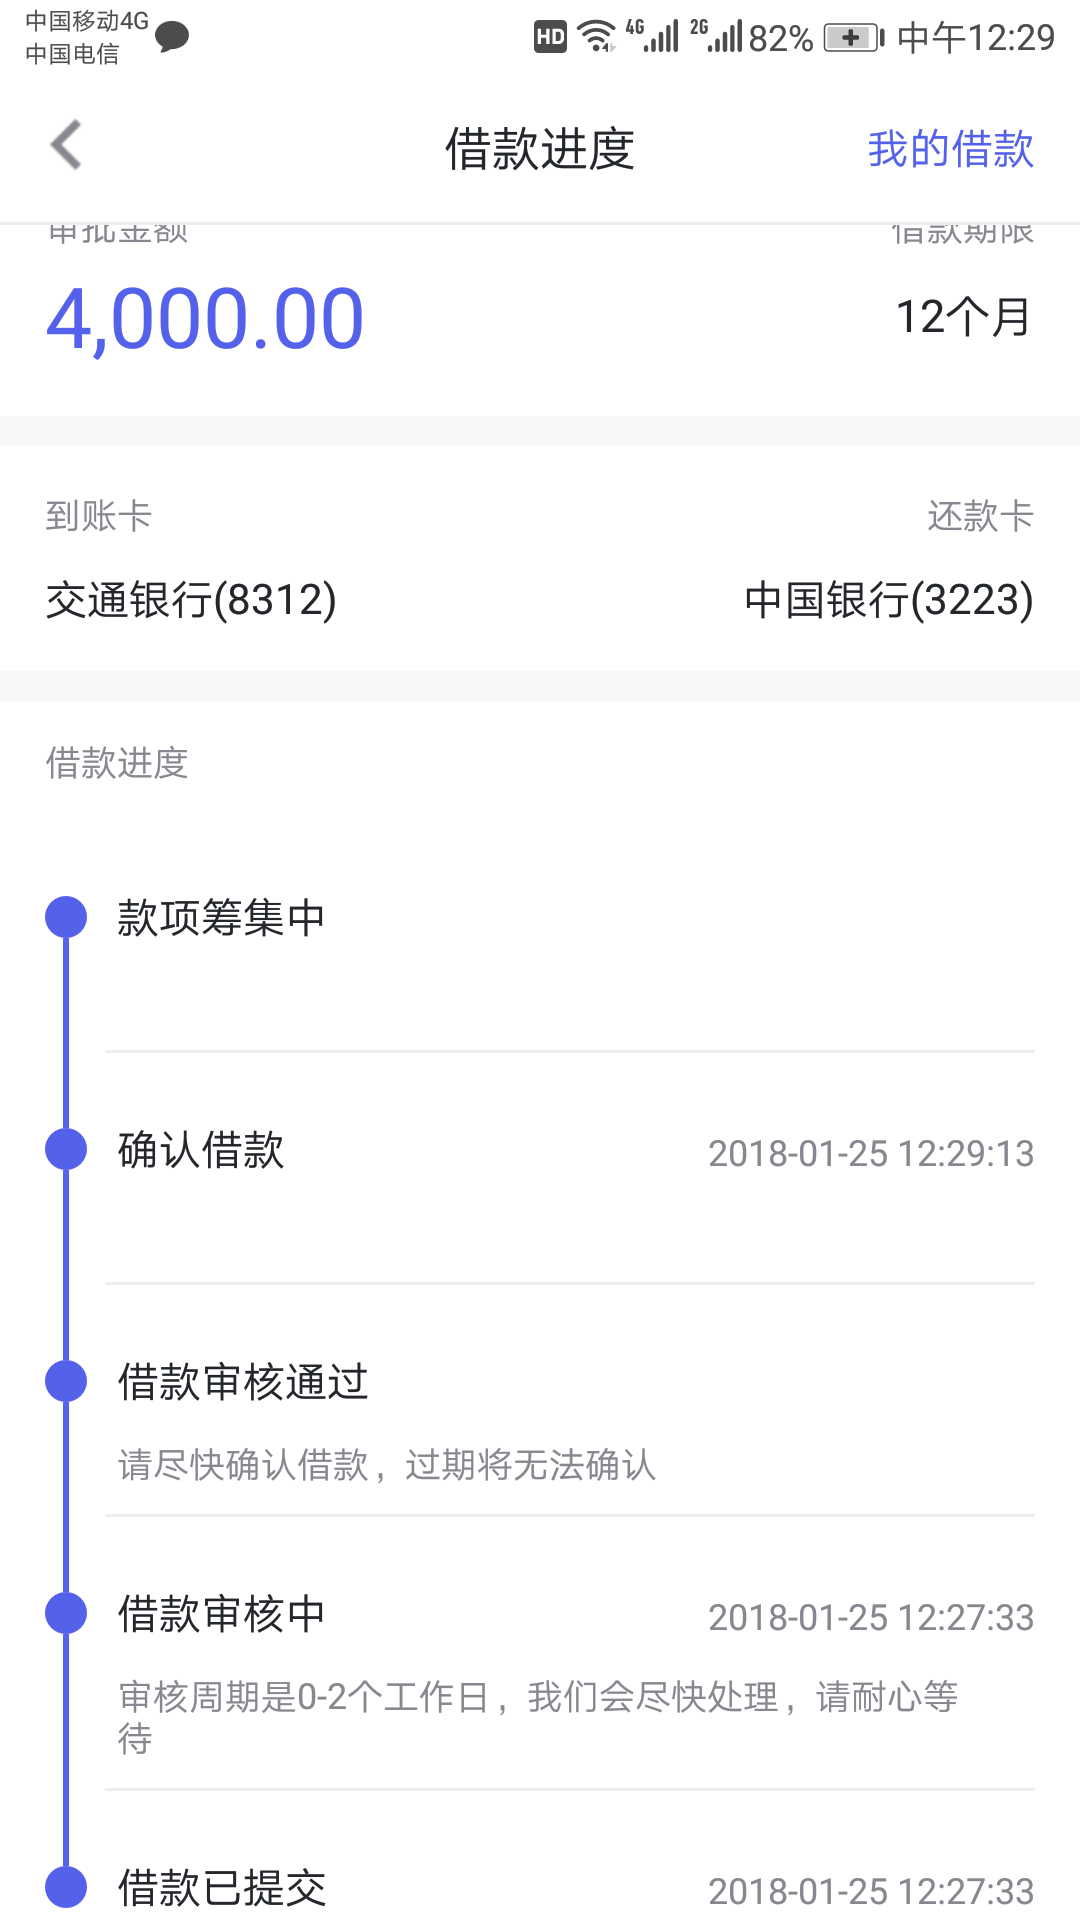 中国移动4G
中国电信
HD 4G 2G 82% 中午12:29
借款进度 我的借款
审批金额 借款期限
4,000.00 12个月
到账卡 还款卡
交通银行(8312) 中国银行(3223)
借款进度
款项筹集中
确认借款 2018-01-25 12:29:13
借款审核通过
请尽快确认借款，过期将无法确认
借款审核中 2018-01-25 12:27:33
审核周期是0-2个工作日，我们会尽快处理，请耐心等
待
借款已提交 2018-01-25 12:27:33